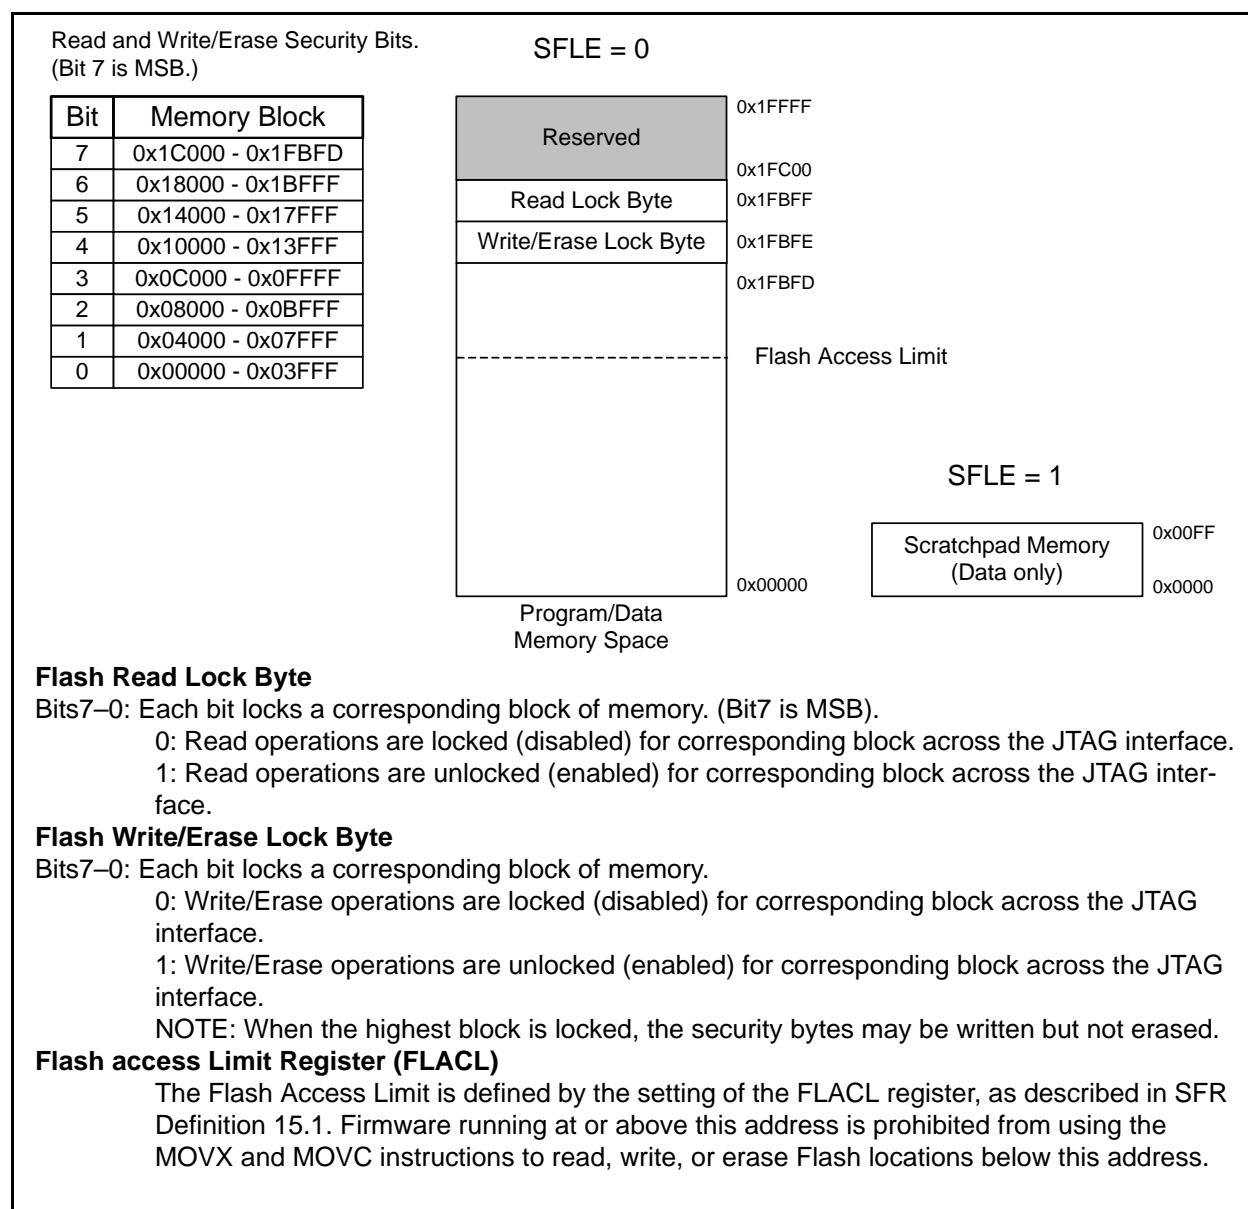 Read and Write/Erase Security Bits.
(Bit 7 is MSB.)
SFLE = 0
Bit Memory Block
7 0x1C000 - 0x1FBFD
6 0x18000 - 0x1BFFF
5 0x14000 - 0x17FFF
4 0x10000 - 0x13FFF
3 0x0C000 - 0x0FFFF
2 0x08000 - 0x0BFFF
1 0x04000 - 0x07FFF
0 0x00000 - 0x03FFF
0x1FFFF
Reserved
0x1FC00
Read Lock Byte 0x1FBFF
Write/Erase Lock Byte 0x1FBFE
0x1FBFD
Flash Access Limit
0x00000
Program/Data
Memory Space
SFLE = 1
Scratchpad Memory
(Data only)
0x00FF
0x0000
Flash Read Lock Byte
Bits7–0: Each bit locks a corresponding block of memory. (Bit7 is MSB).
0: Read operations are locked (disabled) for corresponding block across the JTAG interface.
1: Read operations are unlocked (enabled) for corresponding block across the JTAG inter-
face.
Flash Write/Erase Lock Byte
Bits7–0: Each bit locks a corresponding block of memory.
0: Write/Erase operations are locked (disabled) for corresponding block across the JTAG
interface.
1: Write/Erase operations are unlocked (enabled) for corresponding block across the JTAG
interface.
NOTE: When the highest block is locked, the security bytes may be written but not erased.
Flash access Limit Register (FLACL)
The Flash Access Limit is defined by the setting of the FLACL register, as described in SFR
Definition 15.1. Firmware running at or above this address is prohibited from using the
MOVX and MOVC instructions to read, write, or erase Flash locations below this address.